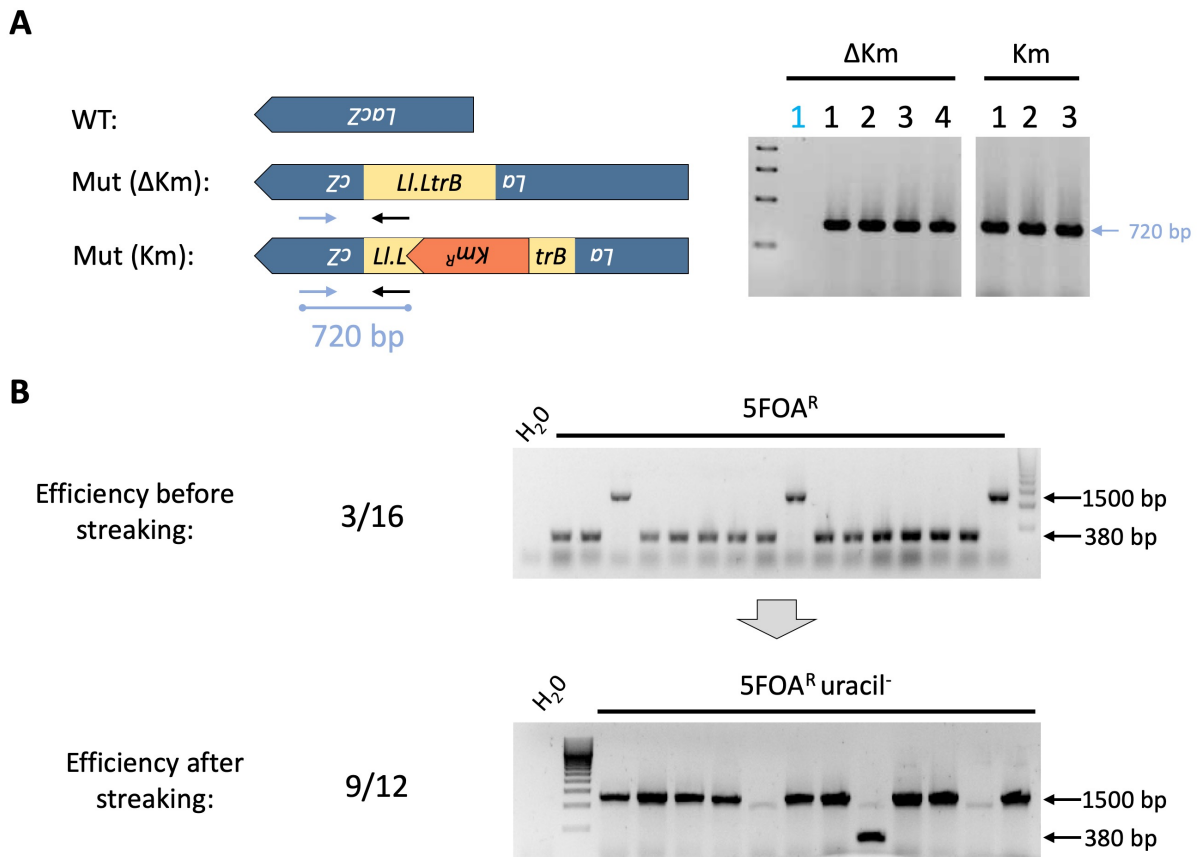 A
WT:
LacZ
Mut (ΔKm):
cZ Ll.LtrB La
Mut (Km):
cZ Ll.L Kmᴿ trB La
720 bp
ΔKm Km
1 1 2 3 4 1 2 3
720 bp
B
5FOAᴿ
H₂0
Efficiency before
streaking:
3/16
1500 bp
380 bp
5FOAᴿ uracil⁻
H₂0
Efficiency after
streaking:
9/12
1500 bp
380 bp